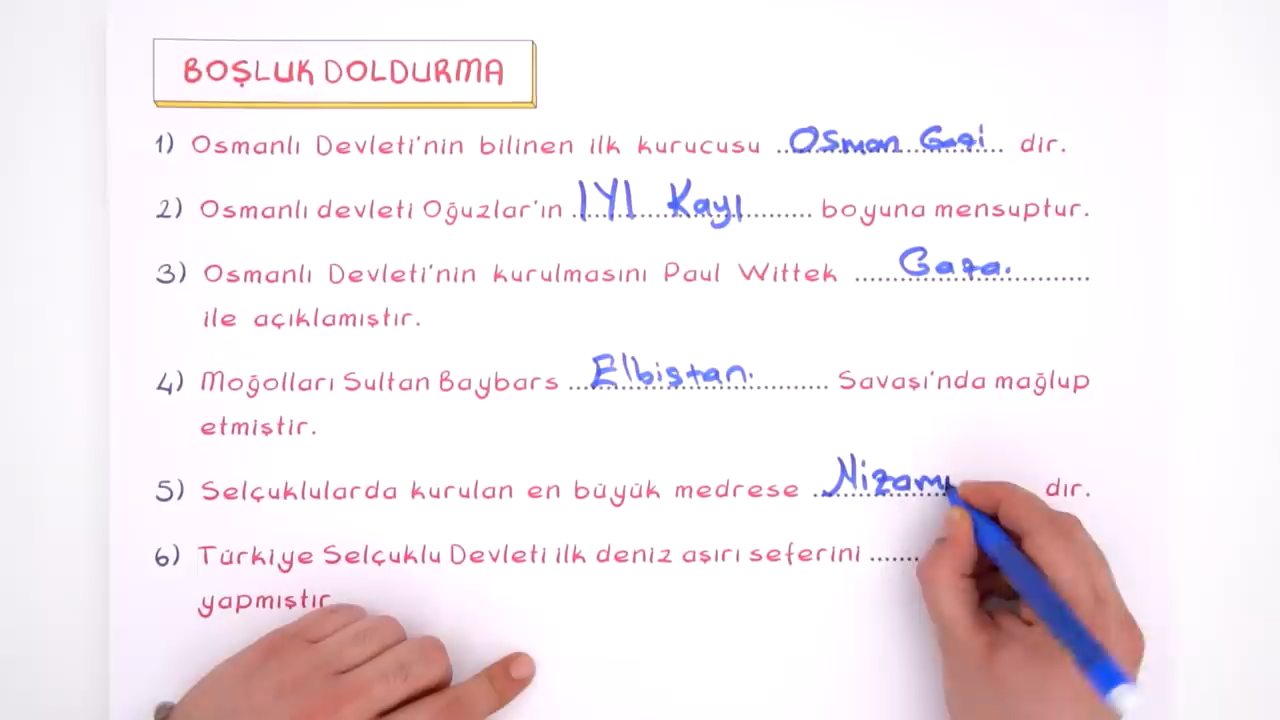 BOŞLUK DOLDURMA
1) Osmanlı Devleti'nin bilinen ilk kurucusu ...Osman Gazi... dir.
2) Osmanlı devleti Oğuzlar'ın ...IYI Kayı... boyuna mensuptur.
3) Osmanlı Devleti'nin kurulmasını Paul Wittek ...Gaza...
ile açıklamıştır.
4) Moğolları Sultan Baybars ...Elbistan... Savaşı'nda mağlup
etmiştir.
5) Selçuklularda kurulan en büyük medrese ...Nizamı dır.
6) Türkiye Selçuklu Devleti ilk deniz aşırı seferini .......
yapmıştır